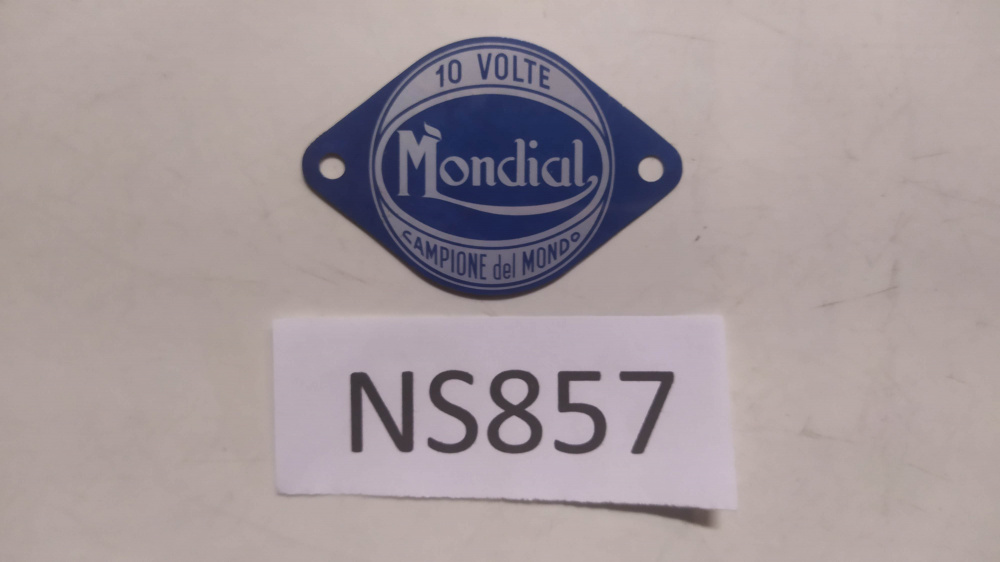 10 VOLTE
Mondial
CAMPIONE del MONDO
NS857